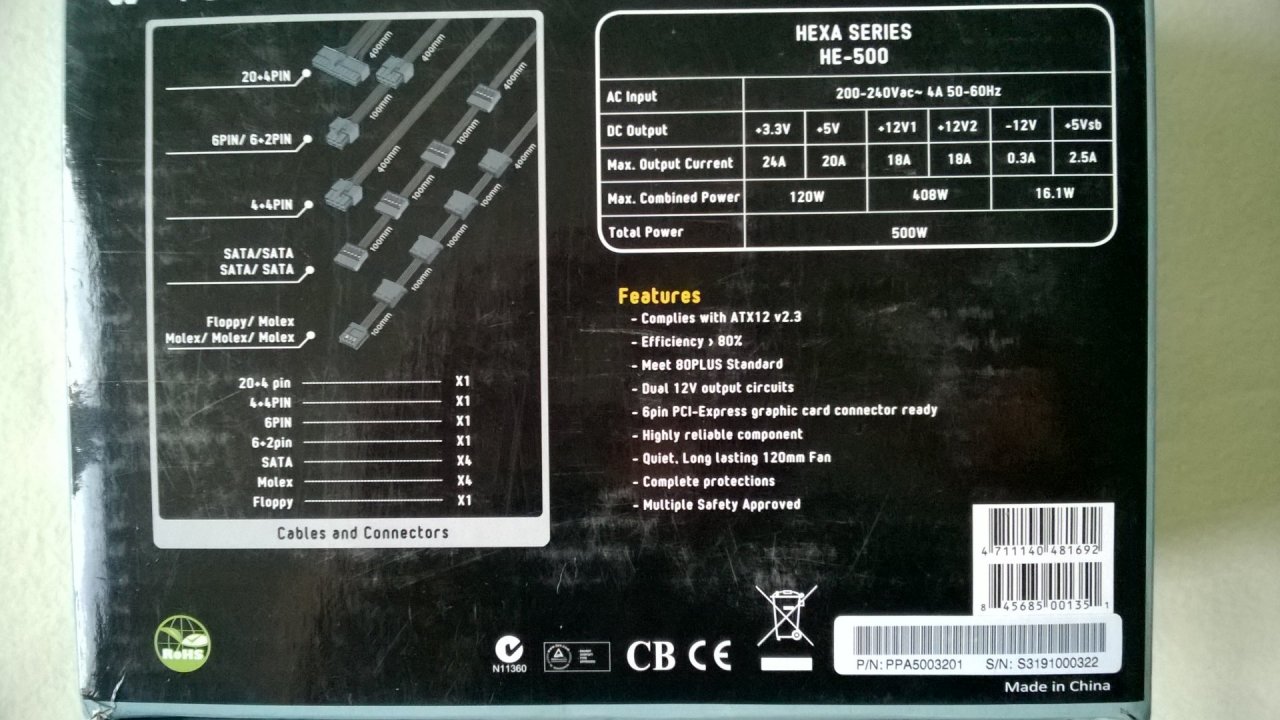 400mm
400mm
20+4PIN
400mm
100mm
6PIN/ 6+2PIN
100mm
400mm
400mm
100mm
100mm
4+4PIN
100mm
100mm
SATA/SATA
SATA/ SATA
100mm
Floppy/ Molex
Molex/ Molex/ Molex
100mm
20+4 pin X1
4+4PIN X1
6PIN X1
6+2pin X1
SATA X4
Molex X4
Floppy X1
Cables and Connectors
HEXA SERIES
HE-500
AC Input 200-240Vac~ 4A 50-60Hz
DC Output +3.3V +5V +12V1 +12V2 -12V +5Vsb
Max. Output Current 24A 20A 18A 18A 0.3A 2.5A
Max. Combined Power 120W 408W 16.1W
Total Power 500W
Features
- Complies with ATX12 v2.3
- Efficiency > 80%
- Meet 80PLUS Standard
- Dual 12V output circuits
- 6pin PCI-Express graphic card connector ready
- Highly reliable component
- Quiet, Long lasting 120mm Fan
- Complete protections
- Multiple Safety Approved
4 711140 481692
8 45685 00135 1
RoHS
N11360
CB CE
P/N: PPA5003201 S/N: S3191000322
Made in China